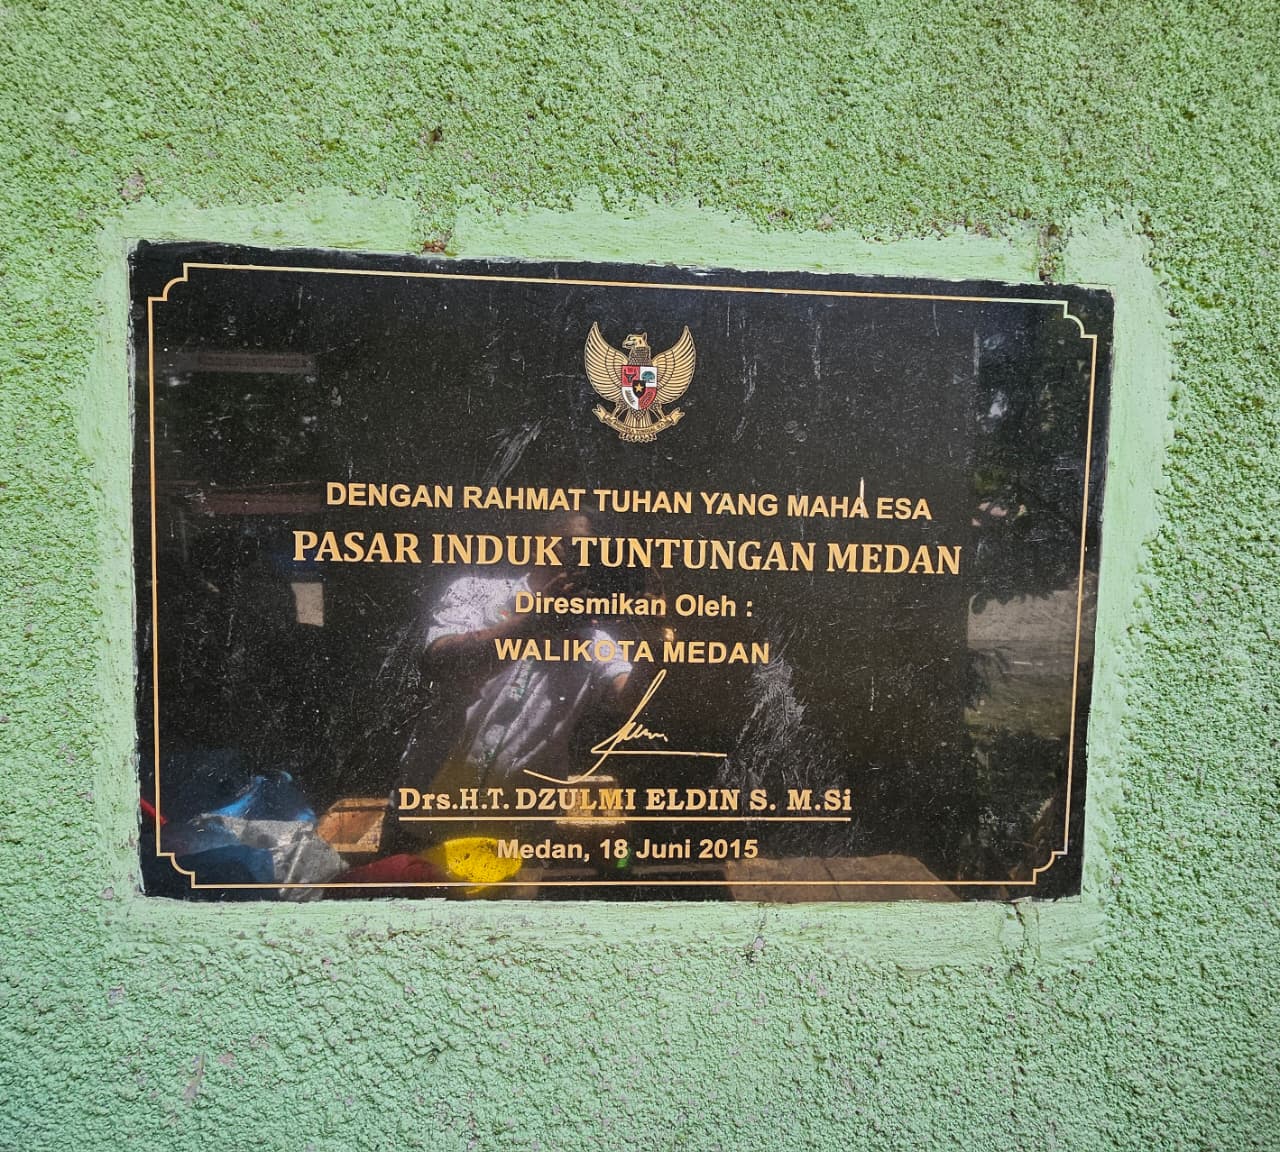 DENGAN RAHMAT TUHAN YANG MAHA ESA
PASAR INDUK TUNTUNGAN MEDAN
Diresmikan Oleh :
WALIKOTA MEDAN
Drs.H.T. DZULMI ELDIN S. M.Si
Medan, 18 Juni 2015